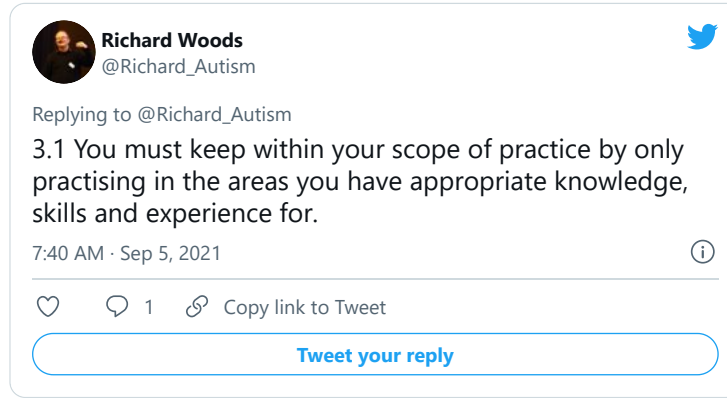 Richard Woods
@Richard_Autism
Replying to @Richard_Autism
3.1 You must keep within your scope of practice by only
practising in the areas you have appropriate knowledge,
skills and experience for.
7:40 AM · Sep 5, 2021
1 Copy link to Tweet
Tweet your reply